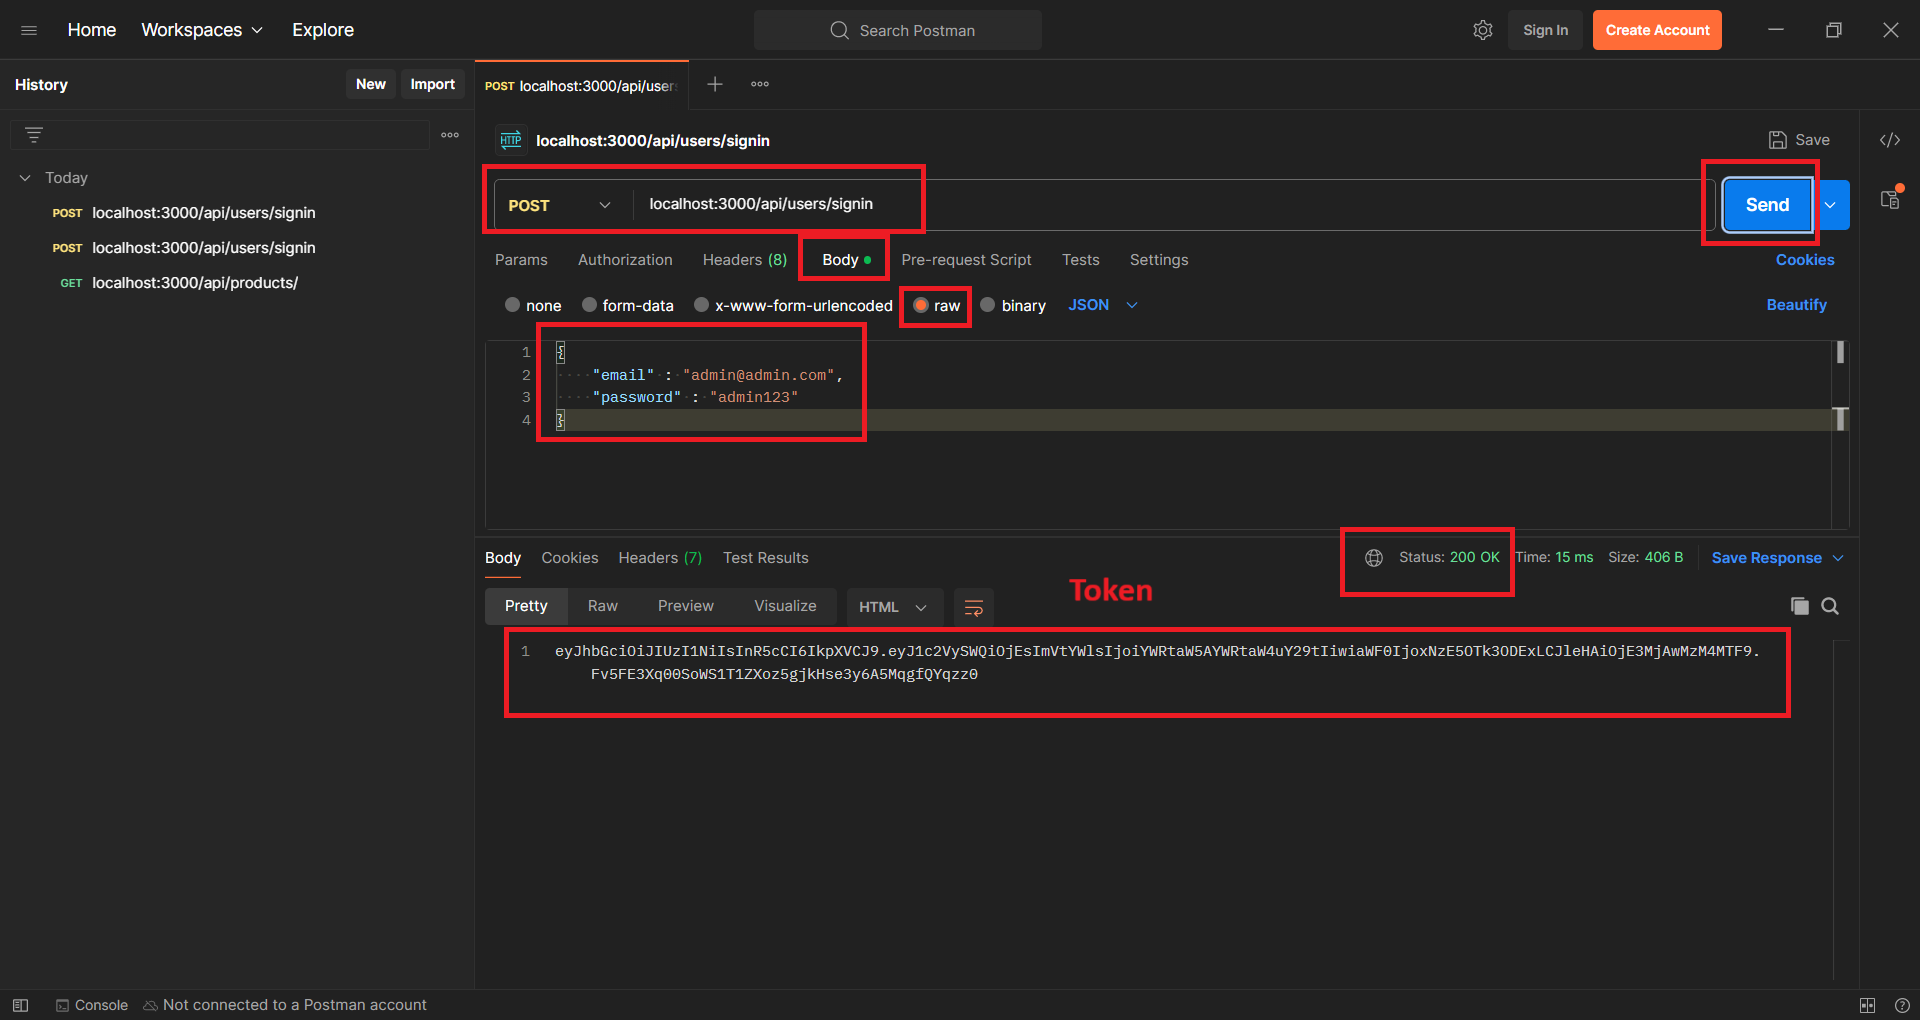 Home Workspaces Explore Search Postman Sign In Create Account
History New Import
POST localhost:3000/api/user
HTTP localhost:3000/api/users/signin Save
Today
POST localhost:3000/api/users/signin
POST localhost:3000/api/users/signin
GET localhost:3000/api/products/
POST localhost:3000/api/users/signin Send
Params Authorization Headers (8) Body Pre-request Script Tests Settings Cookies
none form-data x-www-form-urlencoded raw binary JSON Beautify
1 {
2 "email" : "admin@admin.com",
3 "password" : "admin123"
4 }
Body Cookies Headers (7) Test Results Status: 200 OK Time: 15 ms Size: 406 B Save Response
Token
Pretty Raw Preview Visualize HTML
1 eyJhbGciOiJIUzI1NiIsInR5cCI6IkpXVCJ9.eyJ1c2VySWQiOjEsImVtYWlsIjoiYWRtaW5AYWRtaW4uY29tIiwiaWF0IjoxNzE5OTk3ODExLCJleHAiOjE3MjAwMzM4MTF9.
Fv5FE3Xq00SoWS1T1ZXoz5gjkHse3y6A5MqgfQYqzz0
Console Not connected to a Postman account